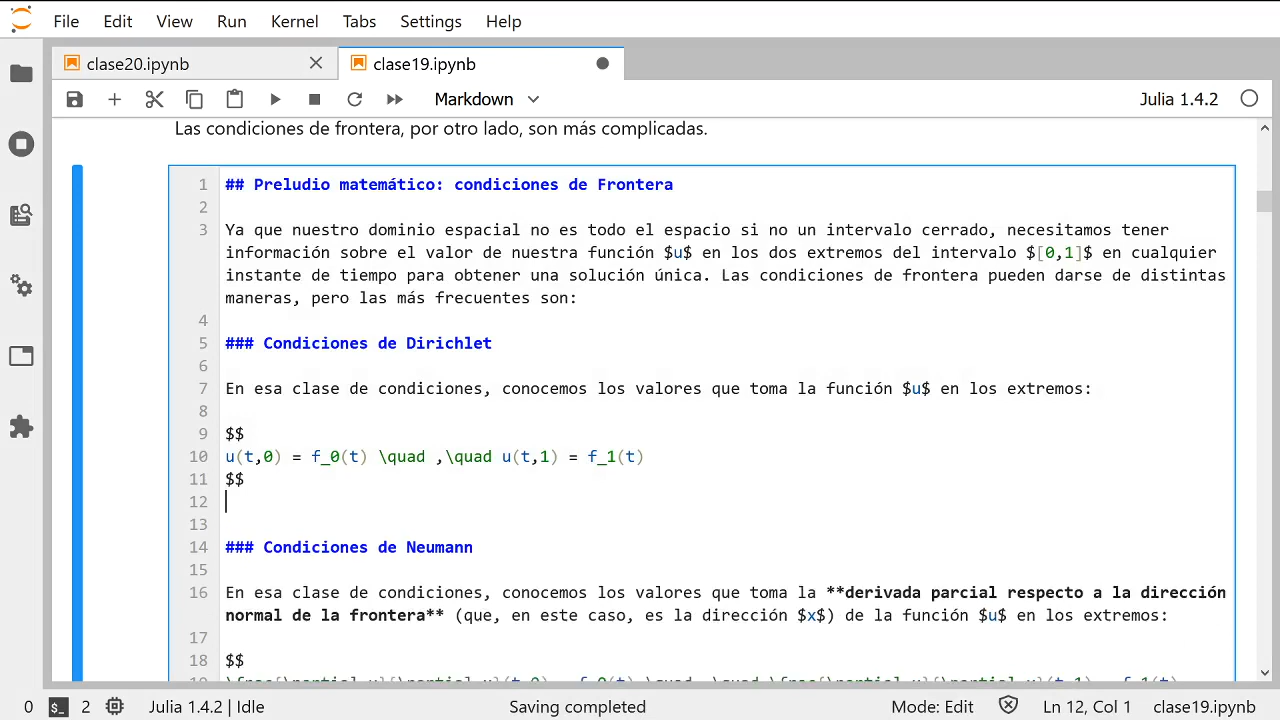 File Edit View Run Kernel Tabs Settings Help
clase20.ipynb
clase19.ipynb
Markdown
Julia 1.4.2
Las condiciones de frontera, por otro lado, son más complicadas.
1 ## Preludio matemático: condiciones de Frontera
2
3 Ya que nuestro dominio espacial no es todo el espacio si no un intervalo cerrado, necesitamos tener
información sobre el valor de nuestra función $u$ en los dos extremos del intervalo $[0,1]$ en cualquier
instante de tiempo para obtener una solución única. Las condiciones de frontera pueden darse de distintas
maneras, pero las más frecuentes son:
4
5 ### Condiciones de Dirichlet
6
7 En esa clase de condiciones, conocemos los valores que toma la función $u$ en los extremos:
8
9 $$
10 u(t,0) = f_0(t) \quad ,\quad u(t,1) = f_1(t)
11 $$
12
13
14 ### Condiciones de Neumann
15
16 En esa clase de condiciones, conocemos los valores que toma la **derivada parcial respecto a la dirección
normal de la frontera** (que, en este caso, es la dirección $x$) de la función $u$ en los extremos:
17
18 $$
0 $_ 2 Julia 1.4.2 | Idle Saving completed Mode: Edit Ln 12, Col 1 clase19.ipynb